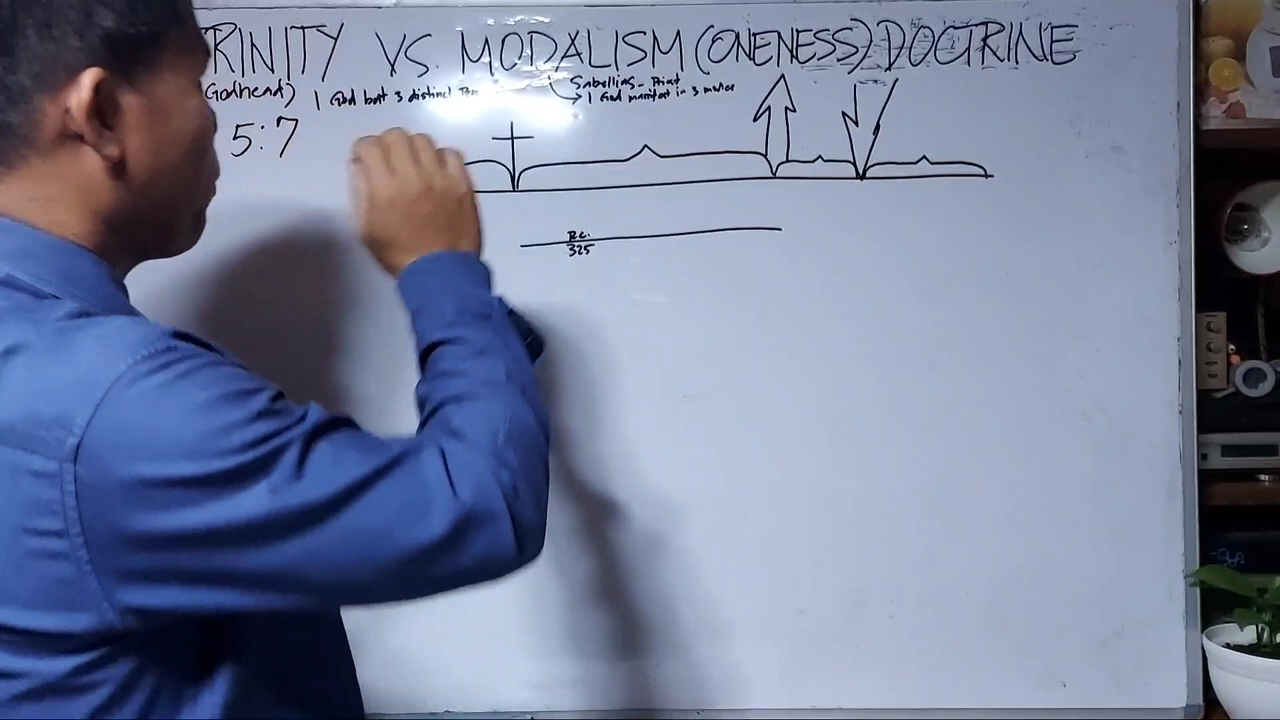 RINITY VS. MODALISM (ONENESS) DOCTRINE
Godhead) 1 God but 3 distinct Per
Sabellius - Priest
1 God manifest in 3 modes
5:7
R.C.
325